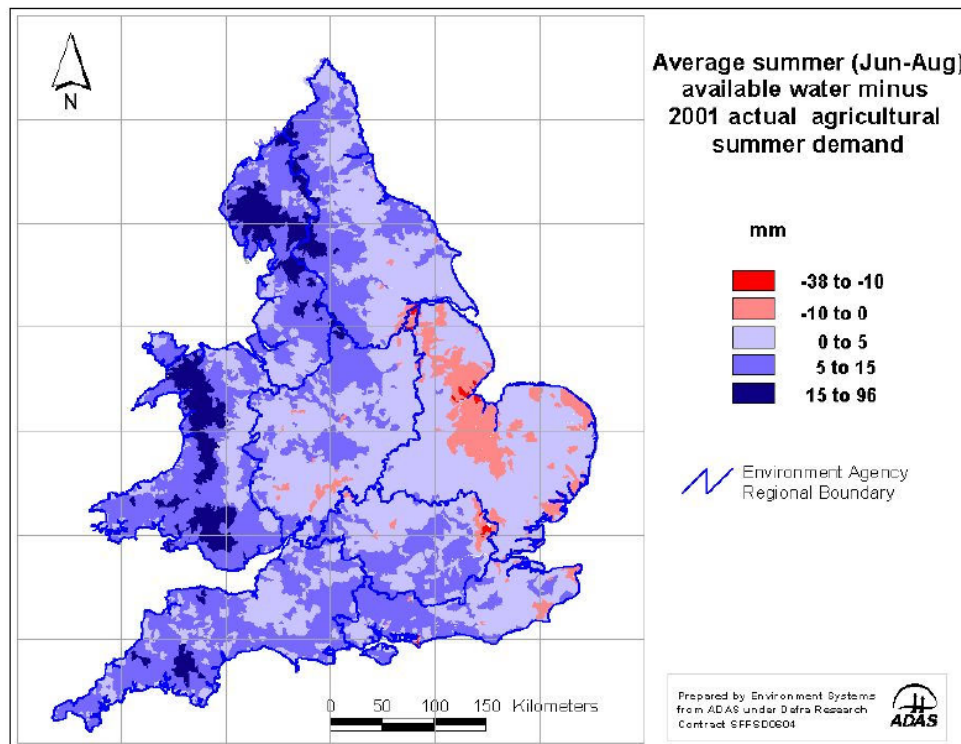 N
Average summer (Jun-Aug)
available water minus
2001 actual agricultural
summer demand
mm
-38 to -10
-10 to 0
0 to 5
5 to 15
15 to 96
Environment Agency
Regional Boundary
0 50 100 150 Kilometers
Prepared by Environment Systems
from ADAS under Defra Research
Contract SFFSD0604
ADAS